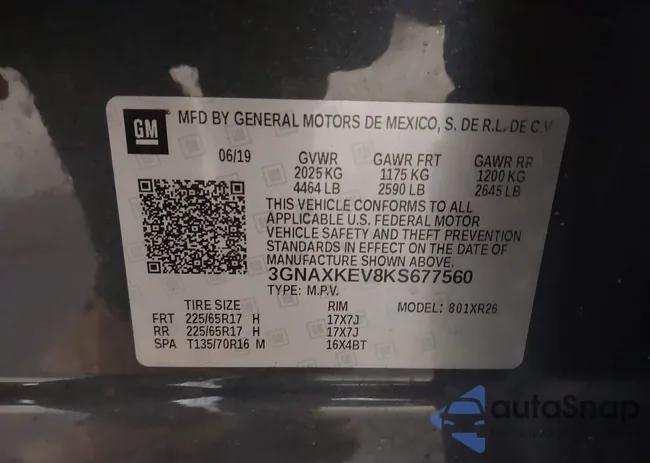 GM
MFD BY GENERAL MOTORS DE MEXICO, S. DE R.L. DE C.V
06/19 GVWR GAWR FRT GAWR RR
2025 KG 1175 KG 1200 KG
4464 LB 2590 LB 2645 LB
THIS VEHICLE CONFORMS TO ALL
APPLICABLE U.S. FEDERAL MOTOR
VEHICLE SAFETY AND THEFT PREVENTION
STANDARDS IN EFFECT ON THE DATE OF
MANUFACTURE SHOWN ABOVE.
3GNAXKEV8KS677560
TYPE: M.P.V. MODEL: 801XR26
TIRE SIZE RIM
FRT 225/65R17 H 17X7J
RR 225/65R17 H 17X7J
SPA T135/70R16 M 16X4BT
autoSnap
VEHICLE SOLUTIONS